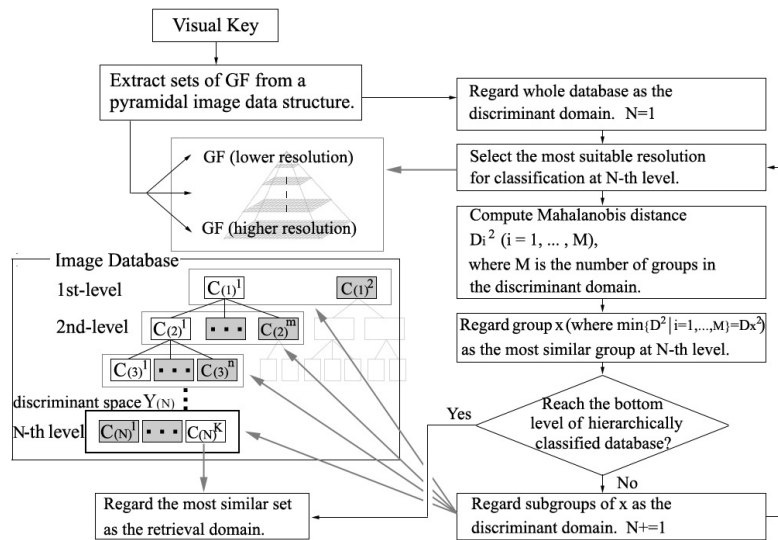 Visual Key
Extract sets of GF from a
pyramidal image data structure.
GF (lower resolution)
GF (higher resolution)
Image Database
1st-level
C(1)¹
C(1)²
2nd-level
C(2)¹
▪ ▪ ▪
C(2)ᵐ
C(3)¹
▪ ▪ ▪
C(3)ⁿ
discriminant space Y(N)
N-th level
C(N)¹
▪ ▪ ▪
C(N)ᴷ
Regard the most similar set
as the retrieval domain.
Regard whole database as the
discriminant domain. N=1
Select the most suitable resolution
for classification at N-th level.
Compute Mahalanobis distance
Di² (i = 1, ... , M),
where M is the number of groups in
the discriminant domain.
Regard group x (where min{D²|i=1,...,M}=Dx²)
as the most similar group at N-th level.
Reach the bottom
level of hierarchically
classified database?
Yes
No
Regard subgroups of x as the
discriminant domain. N+=1